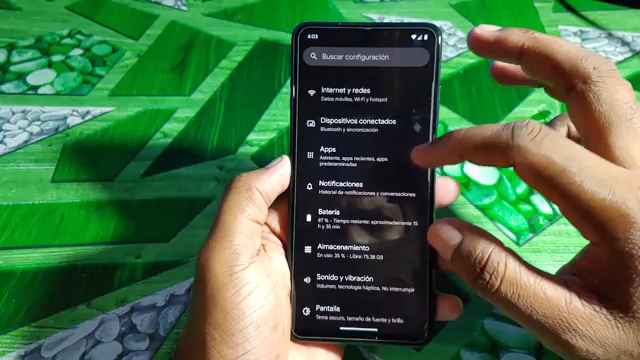 4:03
Buscar configuración
Internet y redes
Datos móviles, Wi-Fi y hotspot
Dispositivos conectados
Bluetooth y sincronización
Apps
Asistente, apps recientes, apps
predeterminadas
Notificaciones
Historial de notificaciones y conversaciones
Batería
87 % - Tiempo restante: aproximadamente 15
h y 35 min
Almacenamiento
En uso: 35 % - Libre: 75.38 GB
Sonido y vibración
Volumen, tecnología háptica, No interrumpir
Pantalla
Tema oscuro, tamaño de fuente y brillo